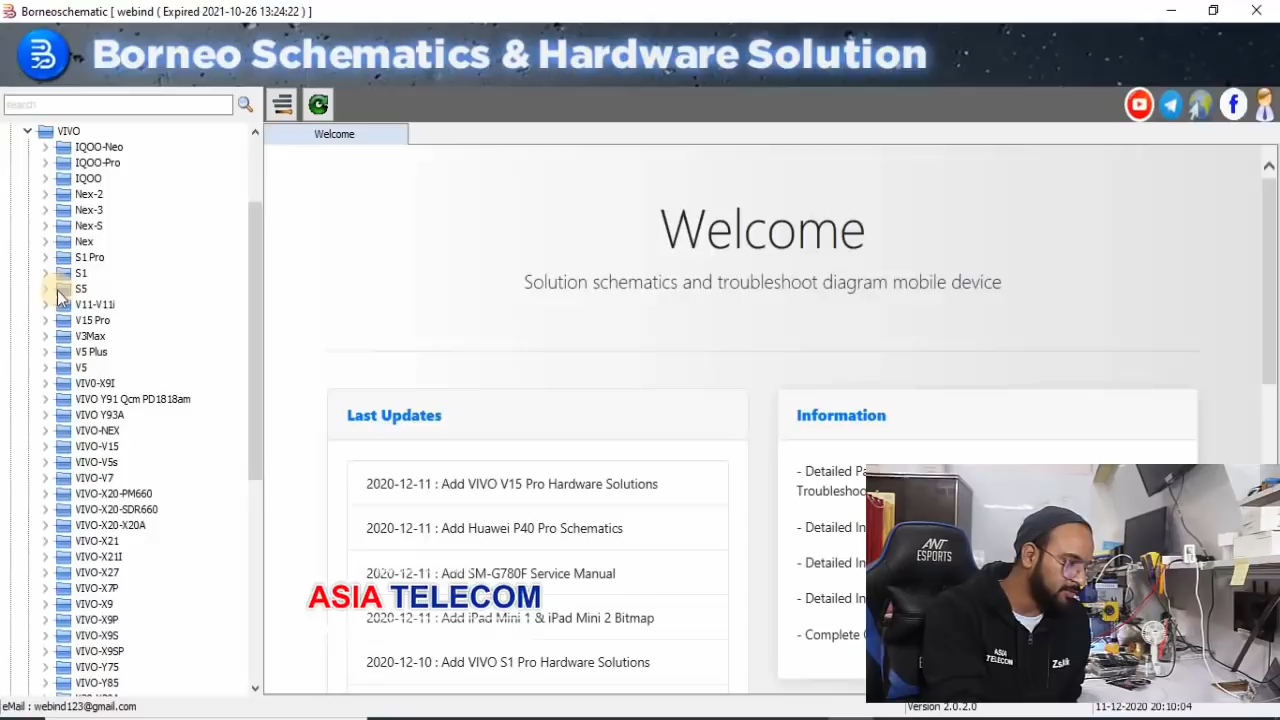 Borneoschematic [ webind ( Expired 2021-10-26 13:24:22 ) ]
Borneo Schematics & Hardware Solution
search
VIVO
IQOO-Neo
IQOO-Pro
IQOO
Nex-2
Nex-3
Nex-S
Nex
S1 Pro
S1
S5
V11-V11i
V15 Pro
V3Max
V5 Plus
V5
VIV0-X9I
VIVO Y91 Qcm PD1818am
VIVO Y93A
VIVO-NEX
VIVO-V15
VIVO-V5s
VIVO-V7
VIVO-X20-PM660
VIVO-X20-SDR660
VIVO-X20-X20A
VIVO-X21
VIVO-X21I
VIVO-X27
VIVO-X7P
VIVO-X9
VIVO-X9P
VIVO-X9S
VIVO-X9SP
VIVO-Y75
VIVO-Y85
Welcome
Welcome
Solution schematics and troubleshoot diagram mobile device
Last Updates
2020-12-11 : Add VIVO V15 Pro Hardware Solutions
2020-12-11 : Add Huawei P40 Pro Schematics
2020-12-11 : Add SM-G780F Service Manual
2020-12-11 : Add iPad Mini 1 & iPad Mini 2 Bitmap
2020-12-10 : Add VIVO S1 Pro Hardware Solutions
Information
- Detailed
Troubleshoo
- Detailed In
- Detailed In
- Detailed In
- Complete
ASIA TELECOM
ANT
ESPORTS
ASIA
TELECOM
eMail : webind123@gmail.com
Version 2.0.2.0
11-12-2020 20:10:04